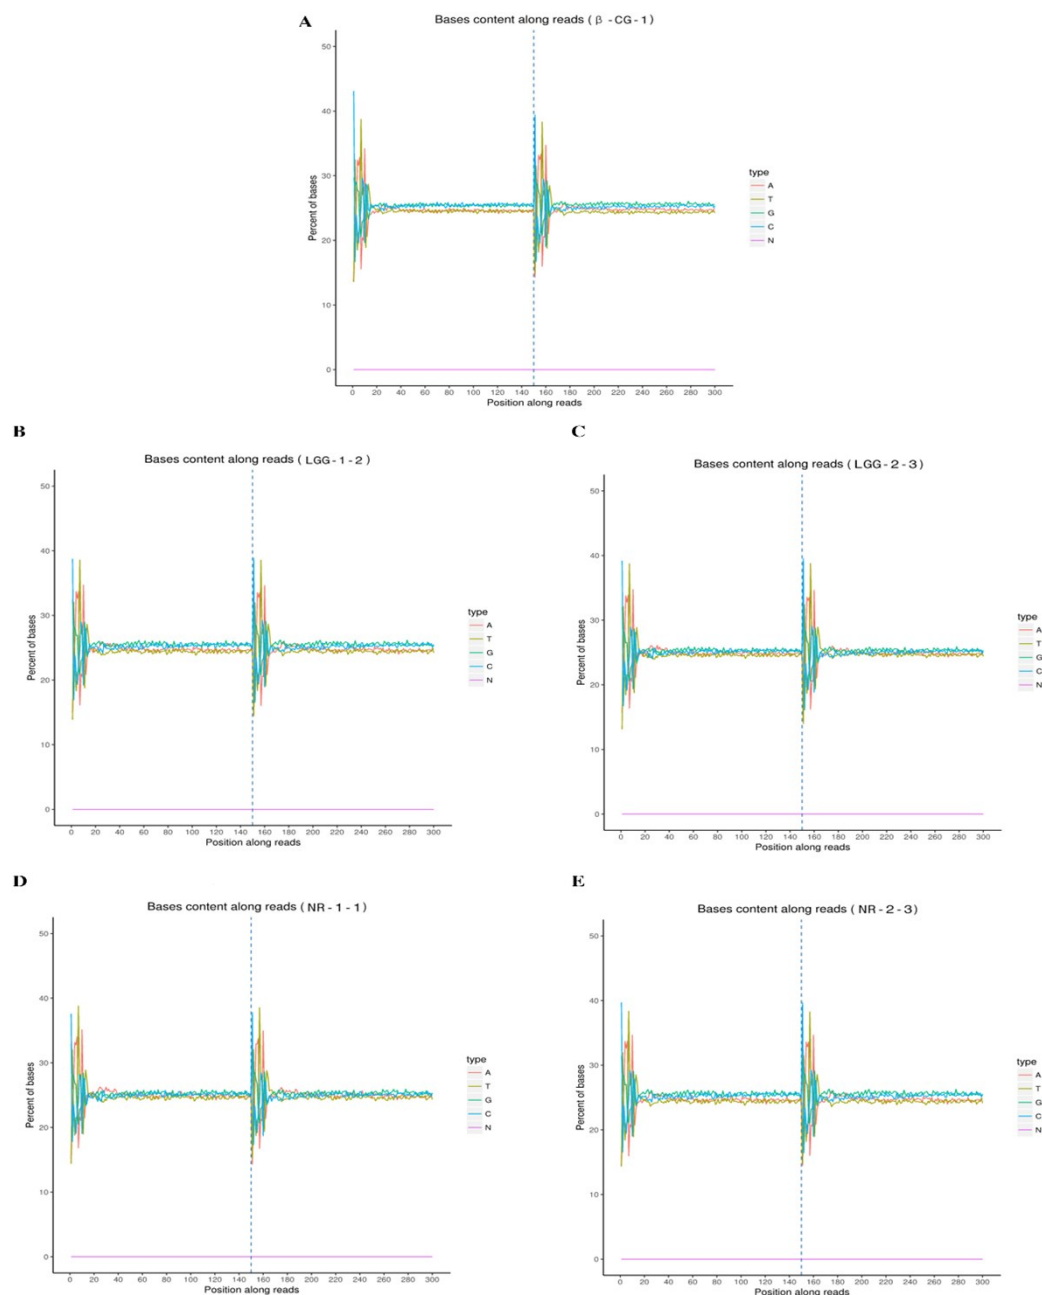 A
Bases content along reads ( β - CG - 1 )
50
40
30
20
10
0
Percent of bases
0 20 40 60 80 100 120 140 160 180 200 220 240 260 280 300
Position along reads
type
A
T
G
C
N
B
Bases content along reads ( LGG - 1 - 2 )
50
40
30
20
10
0
Percent of bases
0 20 40 60 80 100 120 140 160 180 200 220 240 260 280 300
Position along reads
type
A
T
G
C
N
C
Bases content along reads ( LGG - 2 - 3 )
50
40
30
20
10
0
Percent of bases
0 20 40 60 80 100 120 140 160 180 200 220 240 260 280 300
Position along reads
type
A
T
G
C
N
D
Bases content along reads ( NR - 1 - 1 )
50
40
30
20
10
0
Percent of bases
0 20 40 60 80 100 120 140 160 180 200 220 240 260 280 300
Position along reads
type
A
T
G
C
N
E
Bases content along reads ( NR - 2 - 3 )
50
40
30
20
10
0
Percent of bases
0 20 40 60 80 100 120 140 160 180 200 220 240 260 280 300
Position along reads
type
A
T
G
C
N